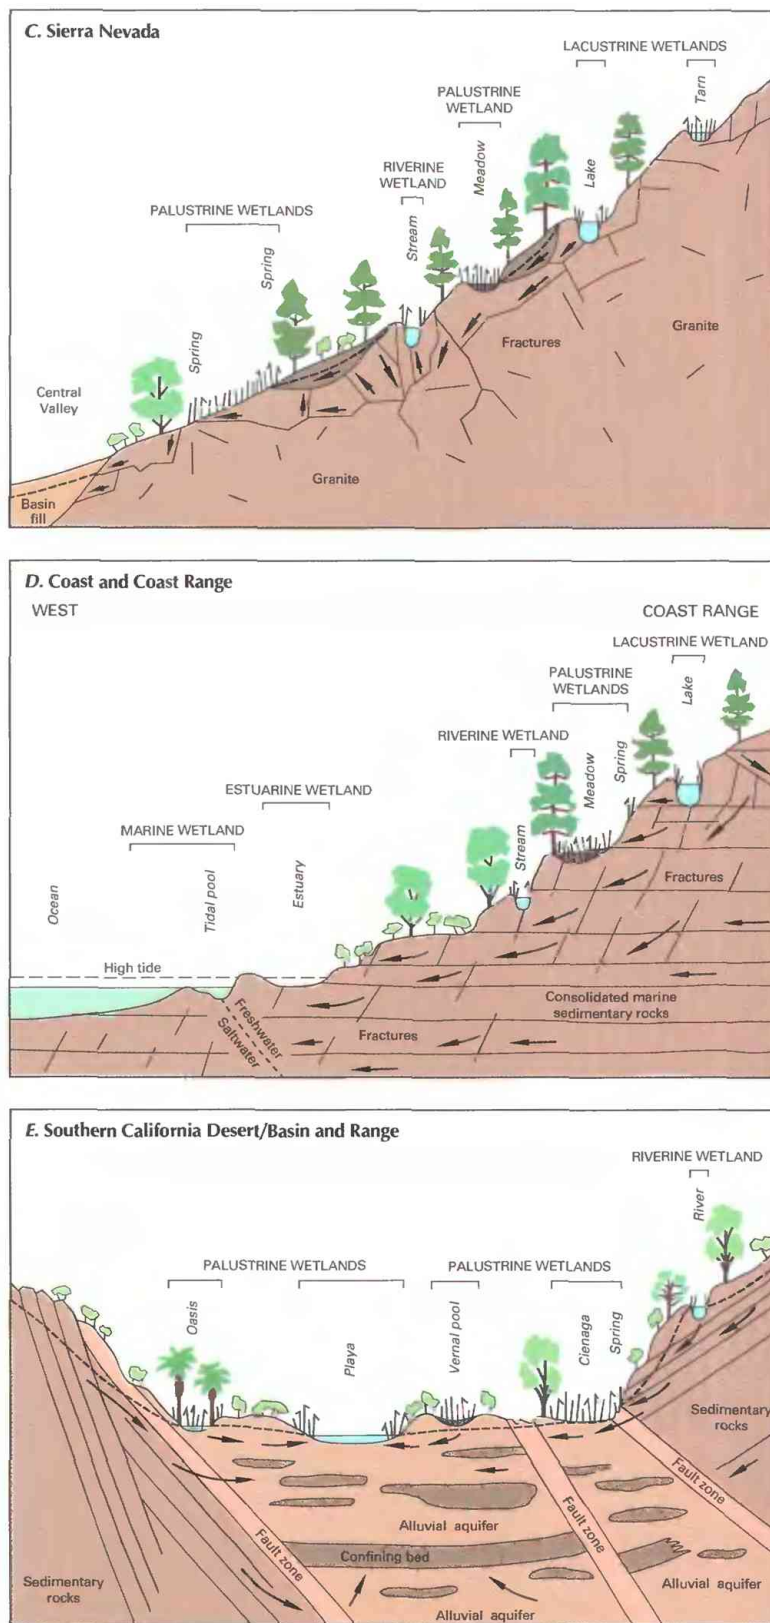 C. Sierra Nevada
LACUSTRINE WETLANDS
Tarn
PALUSTRINE
WETLAND
Lake
Meadow
RIVERINE
WETLAND
Stream
PALUSTRINE WETLANDS
Spring
Spring
Central
Valley
Granite
Fractures
Granite
Basin
fill
D. Coast and Coast Range
WEST
COAST RANGE
LACUSTRINE WETLAND
Lake
PALUSTRINE
WETLANDS
Spring
Meadow
RIVERINE WETLAND
Stream
ESTUARINE WETLAND
Estuary
MARINE WETLAND
Tidal pool
Ocean
Fractures
High tide
Consolidated marine
sedimentary rocks
Freshwater
Saltwater
Fractures
E. Southern California Desert/Basin and Range
RIVERINE WETLAND
River
PALUSTRINE WETLANDS
PALUSTRINE WETLANDS
Oasis
Playa
Vernal pool
Cienaga
Spring
Sedimentary
rocks
Fault zone
Alluvial aquifer
Fault zone
Fault zone
Confining bed
Sedimentary
rocks
Alluvial aquifer
Alluvial aquifer